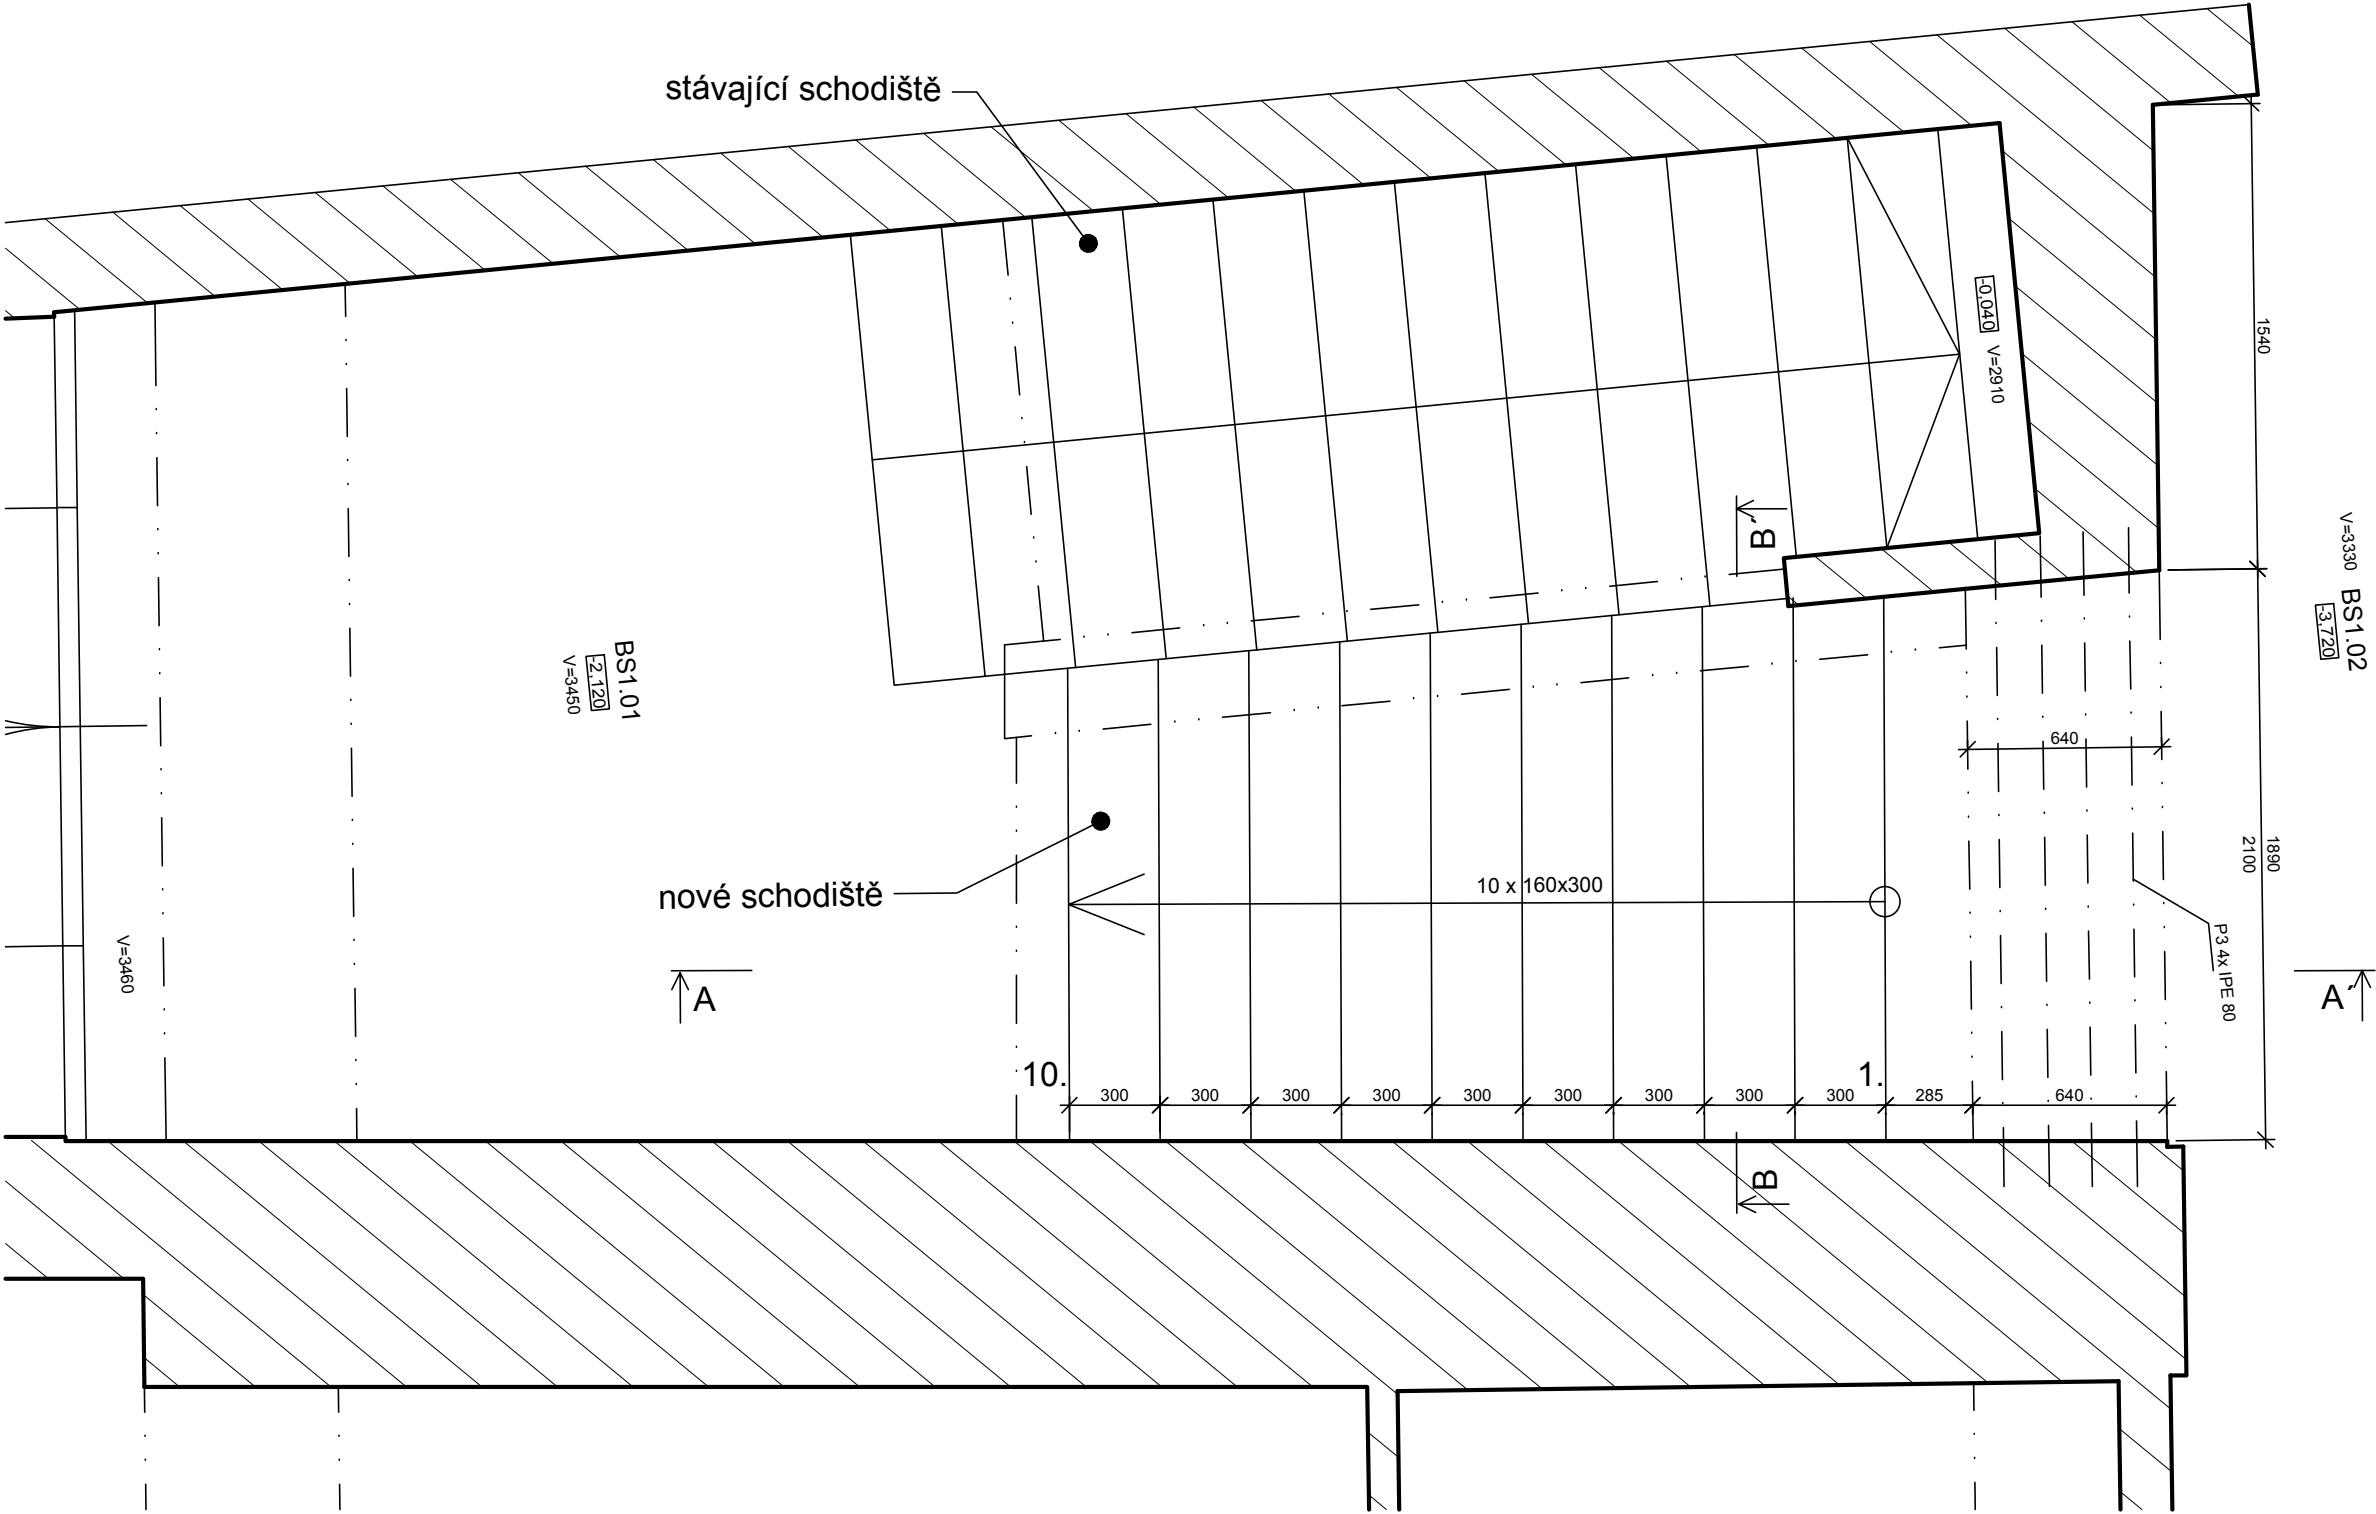 stávající schodiště
-0,040 V=2910
1540
V=3330 BS1.02
-3,720
B´
BS1.01
-2,120
V=3450
640
1890
2100
nové schodiště
10 x 160x300
P3 4x IPE 80
V=3460
A
A´
10.
1.
300 300 300 300 300 300 300 300 300 285 640
B